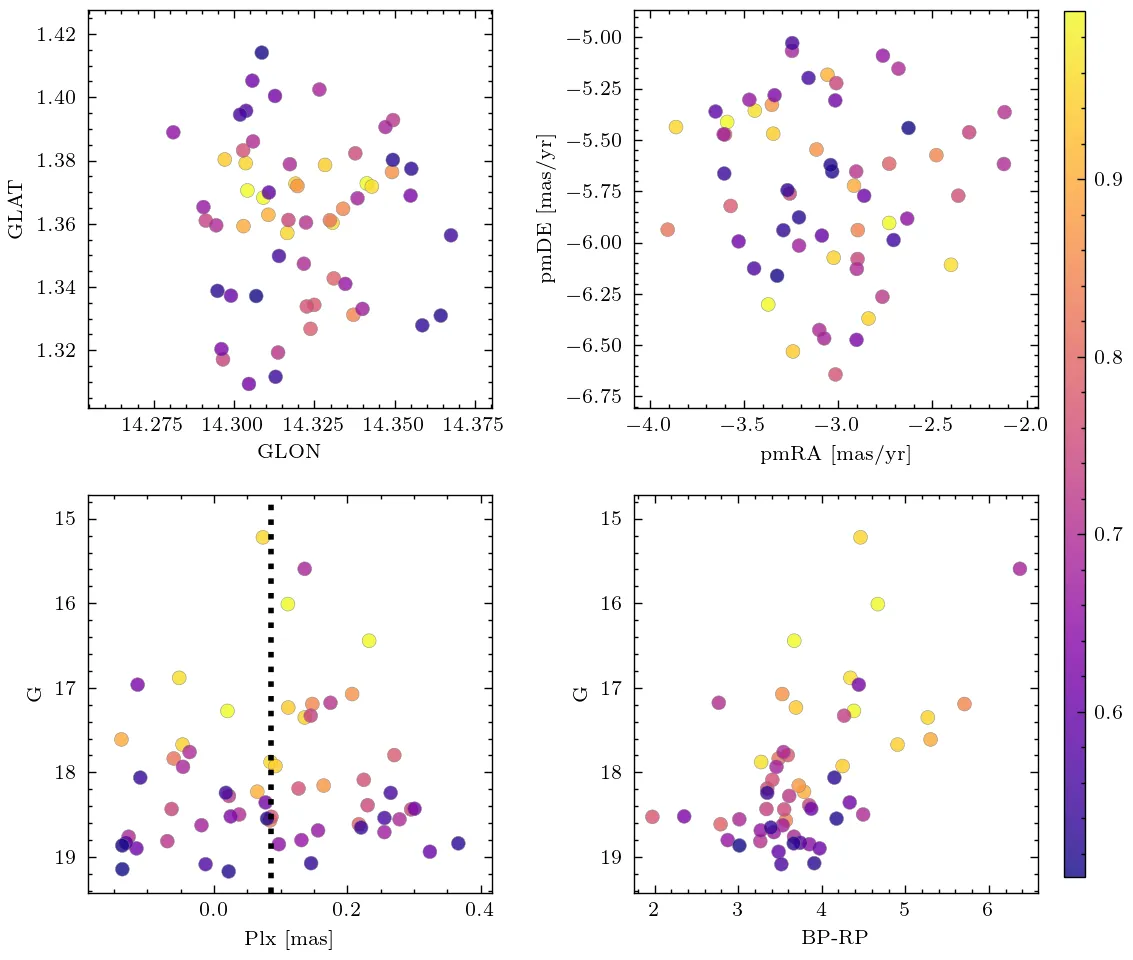 1.42
1.40
1.38
1.36
1.34
1.32
GLAT
14.275 14.300 14.325 14.350 14.375
GLON
−5.00
−5.25
−5.50
−5.75
−6.00
−6.25
−6.50
−6.75
pmDE [mas/yr]
−4.0 −3.5 −3.0 −2.5 −2.0
pmRA [mas/yr]
0.9
0.8
0.7
0.6
15
16
17
18
19
G
0.0 0.2 0.4
Plx [mas]
15
16
17
18
19
G
2 3 4 5 6
BP-RP